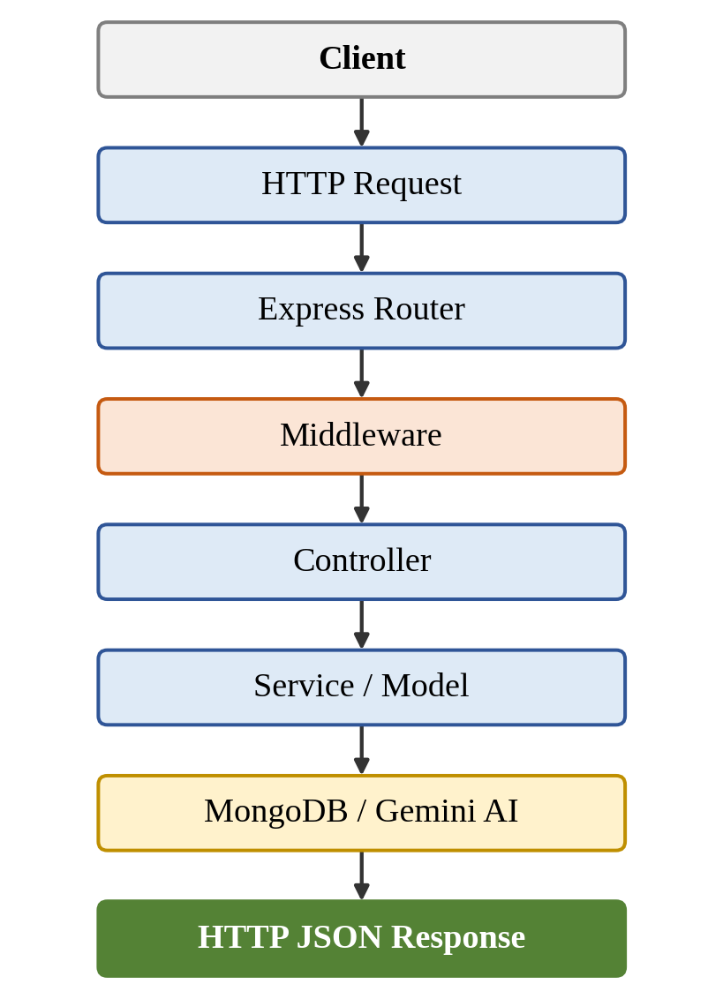 Client
HTTP Request
Express Router
Middleware
Controller
Service / Model
MongoDB / Gemini AI
HTTP JSON Response